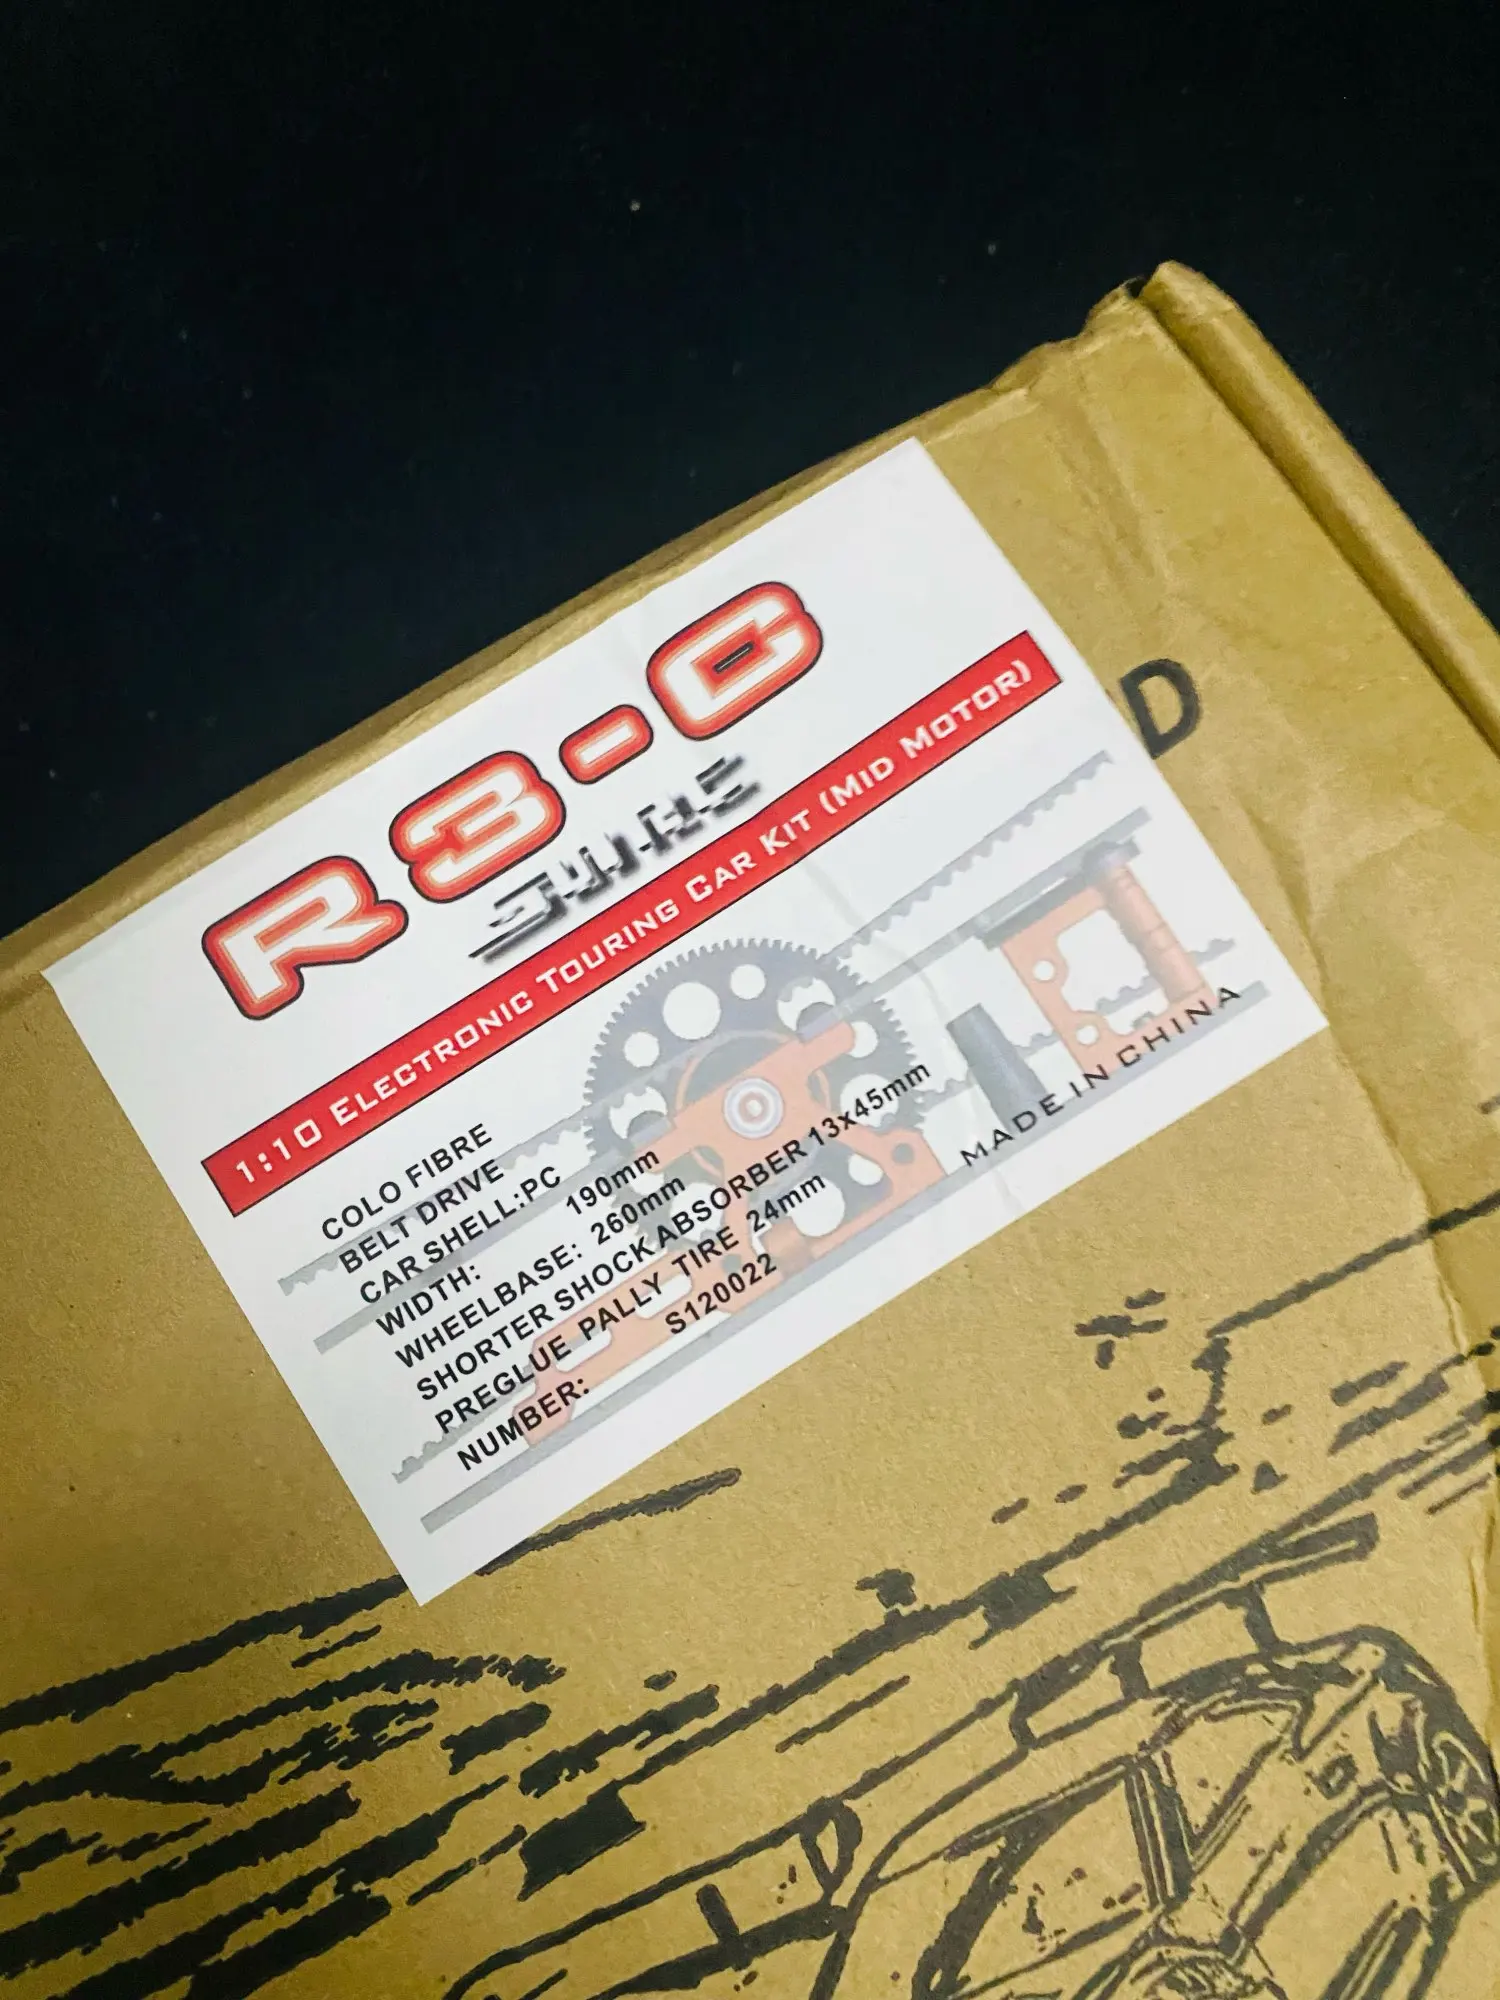 R3-C
1:10 ELECTRONIC TOURING CAR KIT (MID MOTOR)
COLO FIBRE
BELT DRIVE
CAR SHELL:PC
WIDTH: 190mm
WHEELBASE: 260mm
SHORTER SHOCK ABSORBER 13x45mm
PREGLUE PALLY TIRE 24mm
NUMBER: S120022
MADE IN CHINA
D